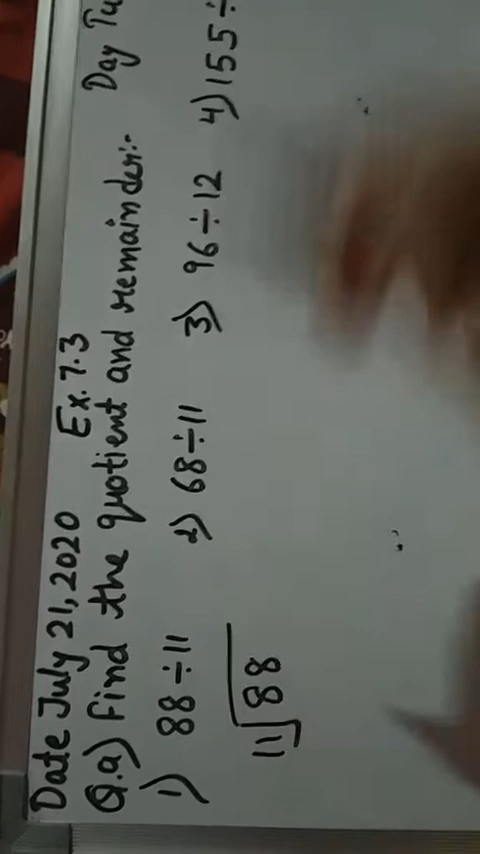 Date July 21, 2020 Ex. 7.3 Day Tu
Q.a) Find the quotient and remainder:-
1) 88÷11 2) 68÷11 3) 96÷12 4) 155÷
11 88